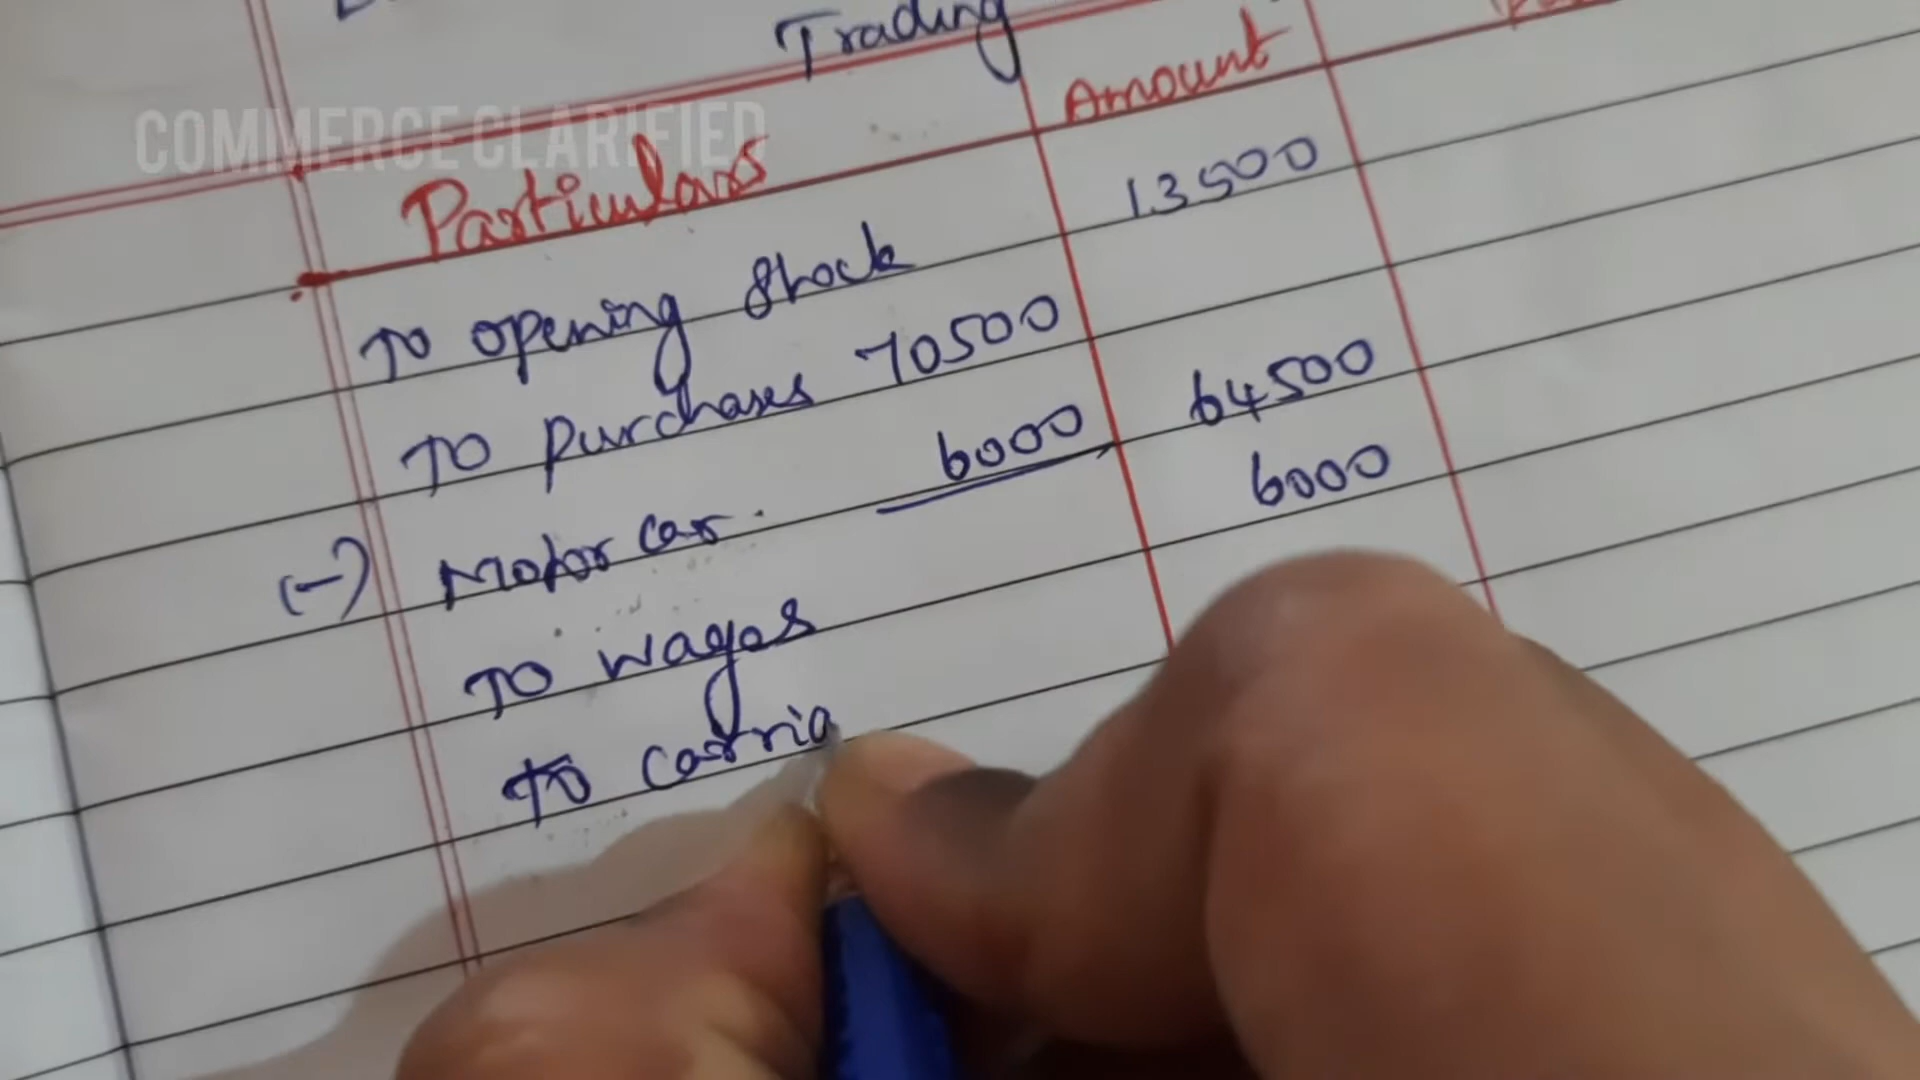 Trading
COMMERCE CLARIFIED
Particulars Amount
To opening Stock 13500
To purchases 70500
(-) Motor car. 6000 64500
To wages 6000
To carria